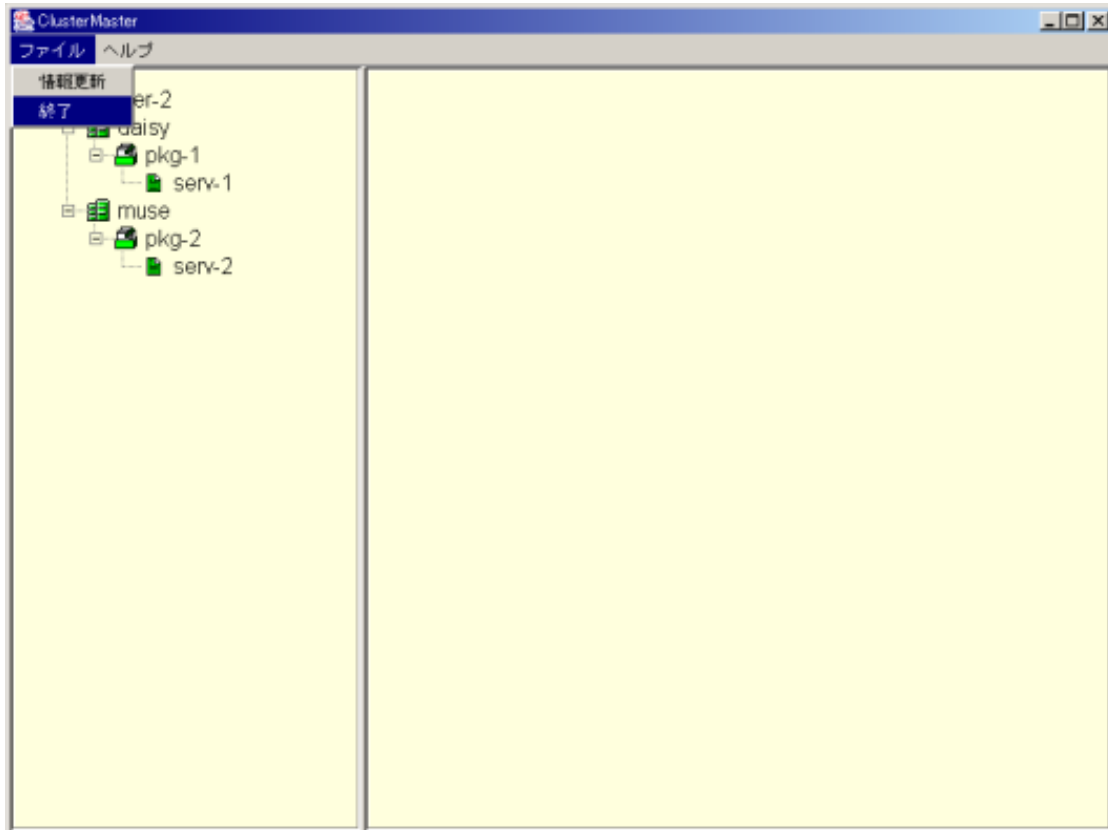 ClusterMaster
ファイル ヘルプ
情報更新
終了
er-2
daisy
pkg-1
serv-1
muse
pkg-2
serv-2